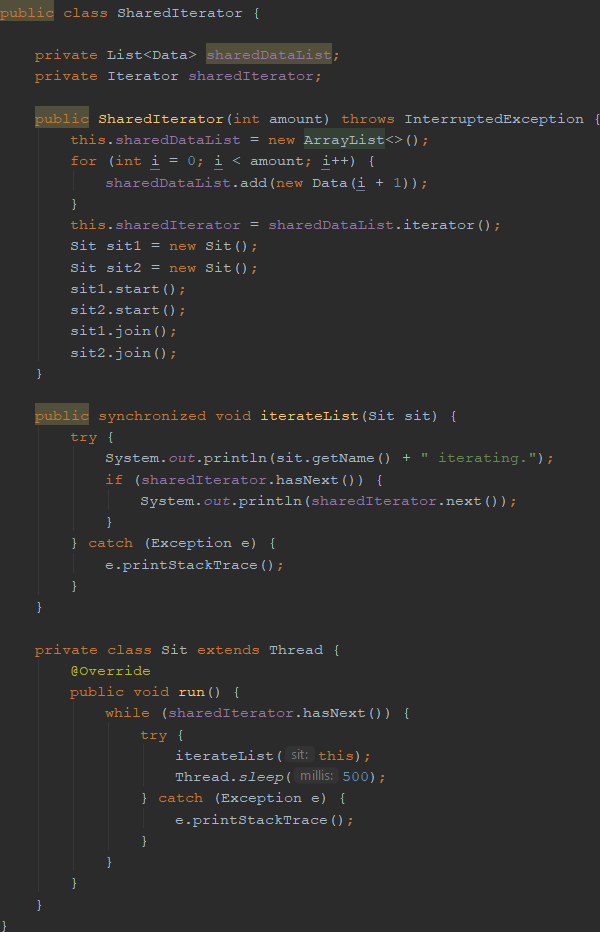 public class SharedIterator {
private List<Data> sharedDataList;
private Iterator sharedIterator;
public SharedIterator(int amount) throws InterruptedException {
this.sharedDataList = new ArrayList<>();
for (int i = 0; i < amount; i++) {
sharedDataList.add(new Data(i + 1));
}
this.sharedIterator = sharedDataList.iterator();
Sit sit1 = new Sit();
Sit sit2 = new Sit();
sit1.start();
sit2.start();
sit1.join();
sit2.join();
}
public synchronized void iterateList(Sit sit) {
try {
System.out.println(sit.getName() + " iterating.");
if (sharedIterator.hasNext()) {
System.out.println(sharedIterator.next());
}
} catch (Exception e) {
e.printStackTrace();
}
}
private class Sit extends Thread {
@Override
public void run() {
while (sharedIterator.hasNext()) {
try {
iterateList( sit: this);
Thread.sleep( millis: 500);
} catch (Exception e) {
e.printStackTrace();
}
}
}
}
}